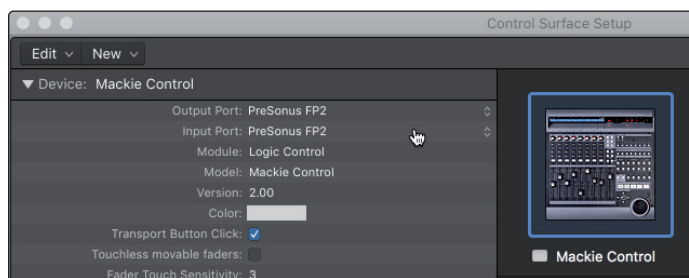 Control Surface Setup
Edit New
Device: Mackie Control
Output Port: PreSonus FP2
Input Port: PreSonus FP2
Module: Logic Control
Model: Mackie Control
Version: 2.00
Color:
Transport Button Click:
Touchless movable faders:
Fader Touch Sensitivity: 3
Mackie Control